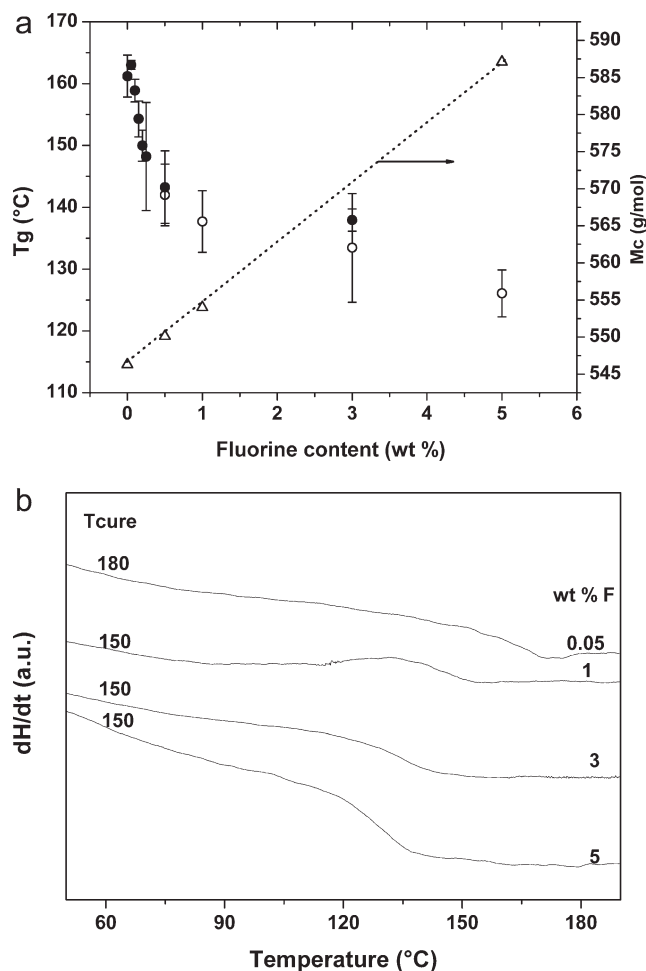 a
170
160
150
140
130
120
110
Tg (°C)
590
585
580
575
570
565
560
555
550
545
Mc (g/mol)
0 1 2 3 4 5 6
Fluorine content (wt %)
b
Tcure
180
wt % F
0.05
150
1
150
3
150
5
dH/dt (a.u.)
60 90 120 150 180
Temperature (°C)